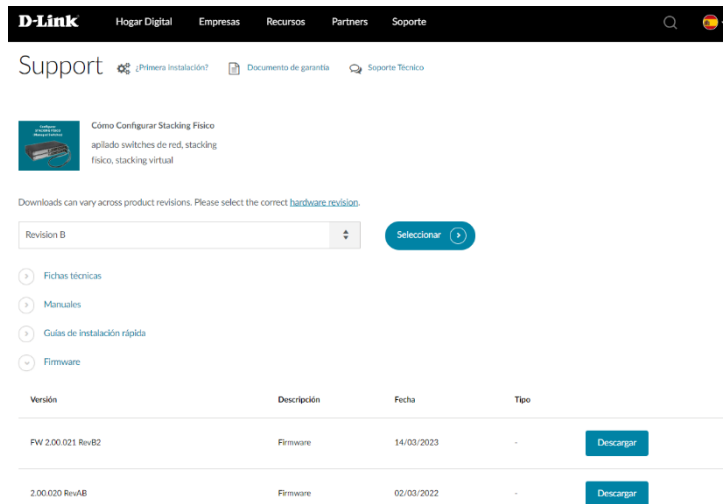 D-Link Hogar Digital Empresas Recursos Partners Soporte
Support ¿Primera Instalación? Documento de garantía Soporte Técnico
Cómo Configurar Stacking Físico
apilado switches de red, stacking
físico, stacking virtual
Downloads can vary across product revisions. Please select the correct hardware revision.
Revision B Seleccionar
Fichas técnicas
Manuales
Guías de instalación rápida
Firmware
Versión Descripción Fecha Tipo
FW 2.00.021 RevB2 Firmware 14/03/2023 - Descargar
2.00.020 RevAB Firmware 02/03/2022 - Descargar